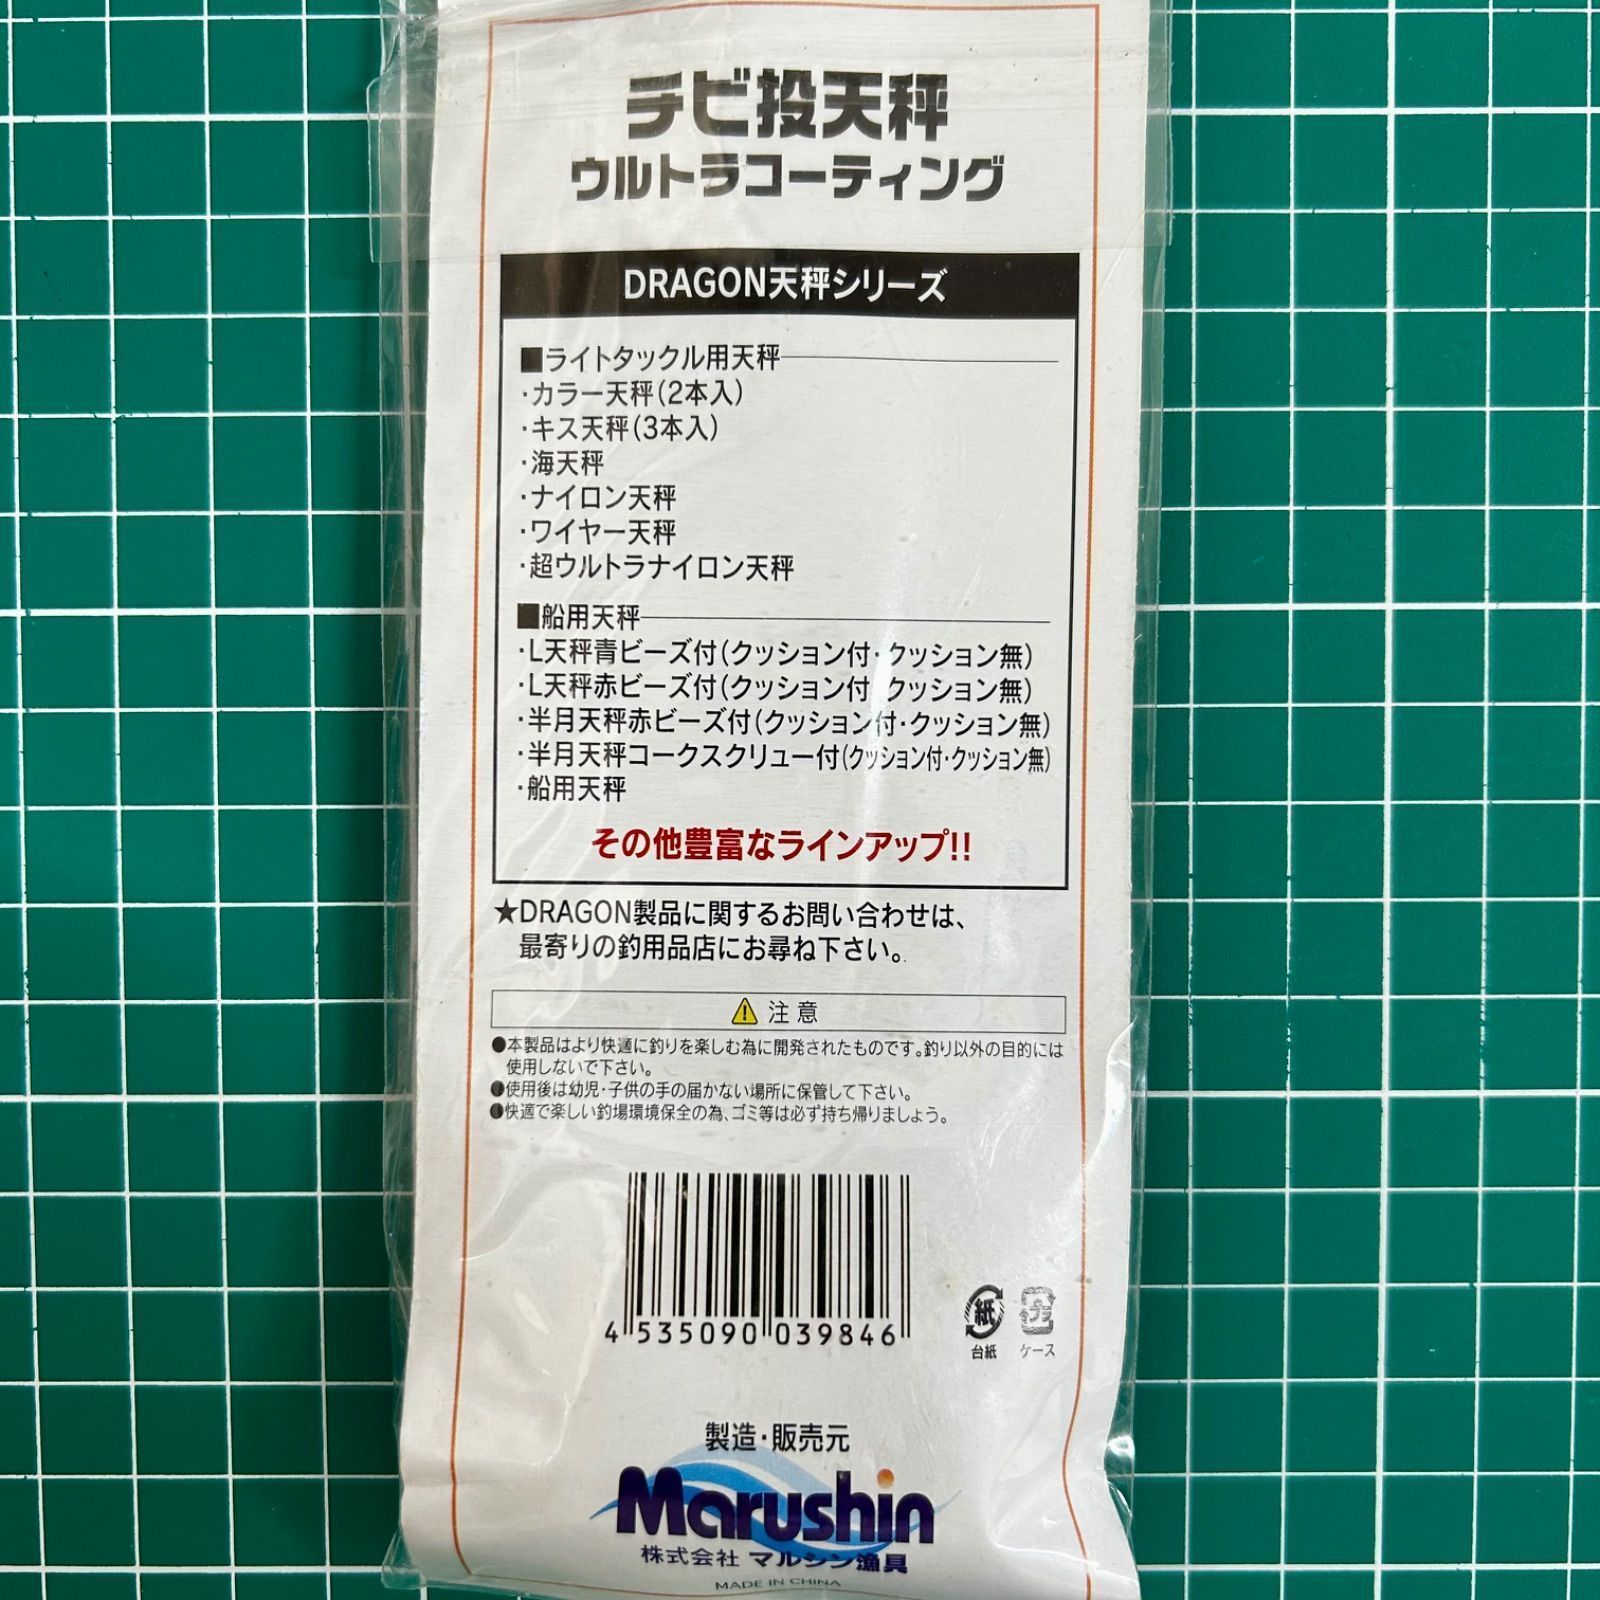 チビ投天秤
ウルトラコーティング
DRAGON天秤シリーズ
■ライトタックル用天秤
・カラー天秤(2本入)
・キス天秤(3本入)
・海天秤
・ナイロン天秤
・ワイヤー天秤
・超ウルトラナイロン天秤
■船用天秤
・L天秤青ビーズ付(クッション付・クッション無)
・L天秤赤ビーズ付(クッション付・クッション無)
・半月天秤赤ビーズ付(クッション付・クッション無)
・半月天秤コークスクリュー付(クッション付・クッション無)
・船用天秤
その他豊富なラインアップ!!
★DRAGON製品に関するお問い合わせは、
最寄りの釣用品店にお尋ね下さい。
注意
●本製品はより快適に釣りを楽しむ為に開発されたものです。釣り以外の目的には
使用しないで下さい。
●使用後は幼児・子供の手の届かない場所に保管して下さい。
●快適で楽しい釣場環境保全の為、ゴミ等は必ず持ち帰りましょう。
4 535090 039846
紙
プラ
台紙
ケース
製造・販売元
Marushin
株式会社 マルシン漁具
MADE IN CHINA